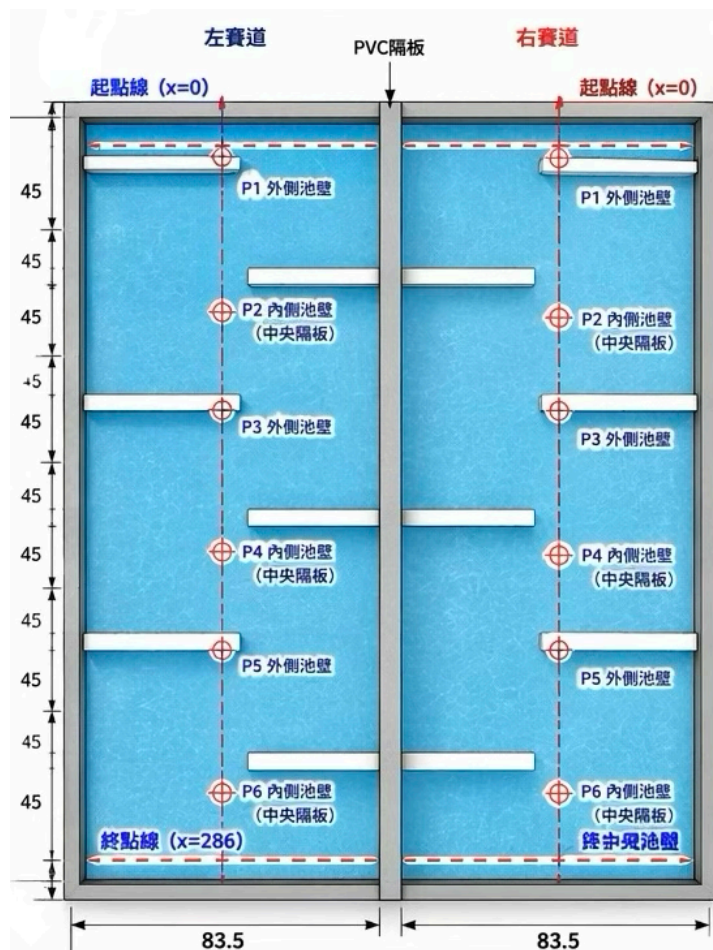 左賽道
PVC隔板
右賽道
起點線 (x=0)
起點線 (x=0)
P1 外側池壁
P1 外側池壁
45
45
P2 內側池壁
(中央隔板)
P2 內側池壁
(中央隔板)
45
45
P3 外側池壁
P3 外側池壁
45
P4 內側池壁
(中央隔板)
P4 內側池壁
(中央隔板)
45
45
P5 外側池壁
P5 外側池壁
45
45
P6 內側池壁
(中央隔板)
P6 內側池壁
(中央隔板)
45
終點線 (x=286)
83.5
83.5